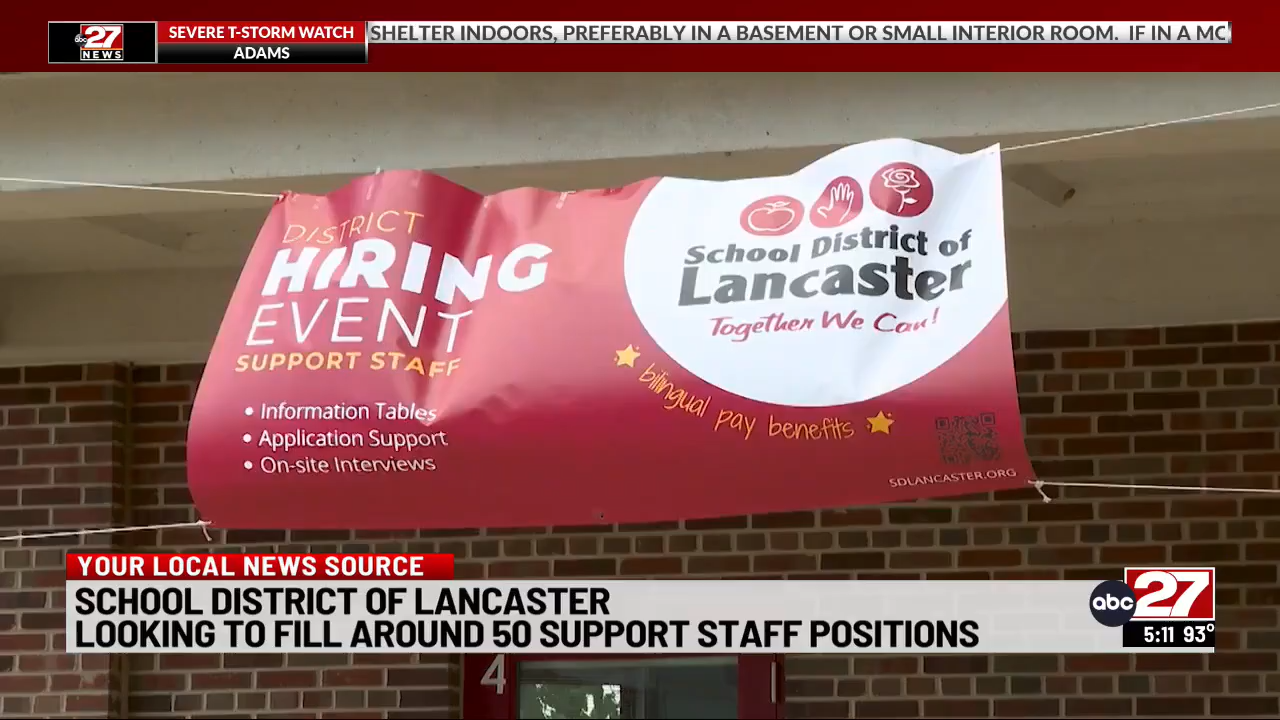 abc 27 NEWS
SEVERE T-STORM WATCH
ADAMS
SHELTER INDOORS, PREFERABLY IN A BASEMENT OR SMALL INTERIOR ROOM. IF IN A MO
DISTRICT
HIRING
EVENT
SUPPORT STAFF
• Information Tables
• Application Support
• On-site Interviews
School District of
Lancaster
Together We Can!
bilingual pay benefits
SDLANCASTER.ORG
YOUR LOCAL NEWS SOURCE
SCHOOL DISTRICT OF LANCASTER
LOOKING TO FILL AROUND 50 SUPPORT STAFF POSITIONS
abc 27
5:11 93°
4